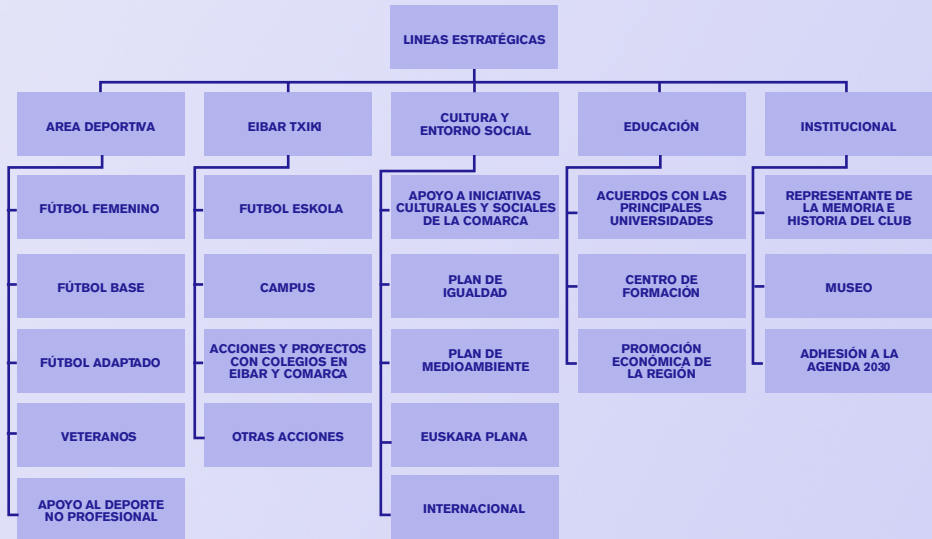 LINEAS ESTRATÉGICAS
AREA DEPORTIVA
FÚTBOL FEMENINO
FÚTBOL BASE
FÚTBOL ADAPTADO
VETERANOS
APOYO AL DEPORTE
NO PROFESIONAL
EIBAR TXIKI
FUTBOL ESKOLA
CAMPUS
ACCIONES Y PROYECTOS
CON COLEGIOS EN
EIBAR Y COMARCA
OTRAS ACCIONES
CULTURA Y
ENTORNO SOCIAL
APOYO A INICIATIVAS
CULTURALES Y SOCIALES
DE LA COMARCA
PLAN DE
IGUALDAD
PLAN DE
MEDIOAMBIENTE
EUSKARA PLANA
INTERNACIONAL
EDUCACIÓN
ACUERDOS CON LAS
PRINCIPALES
UNIVERSIDADES
CENTRO DE
FORMACIÓN
PROMOCIÓN
ECONÓMICA DE
LA REGIÓN
INSTITUCIONAL
REPRESENTANTE DE
LA MEMORIA E
HISTORIA DEL CLUB
MUSEO
ADHESIÓN A LA
AGENDA 2030